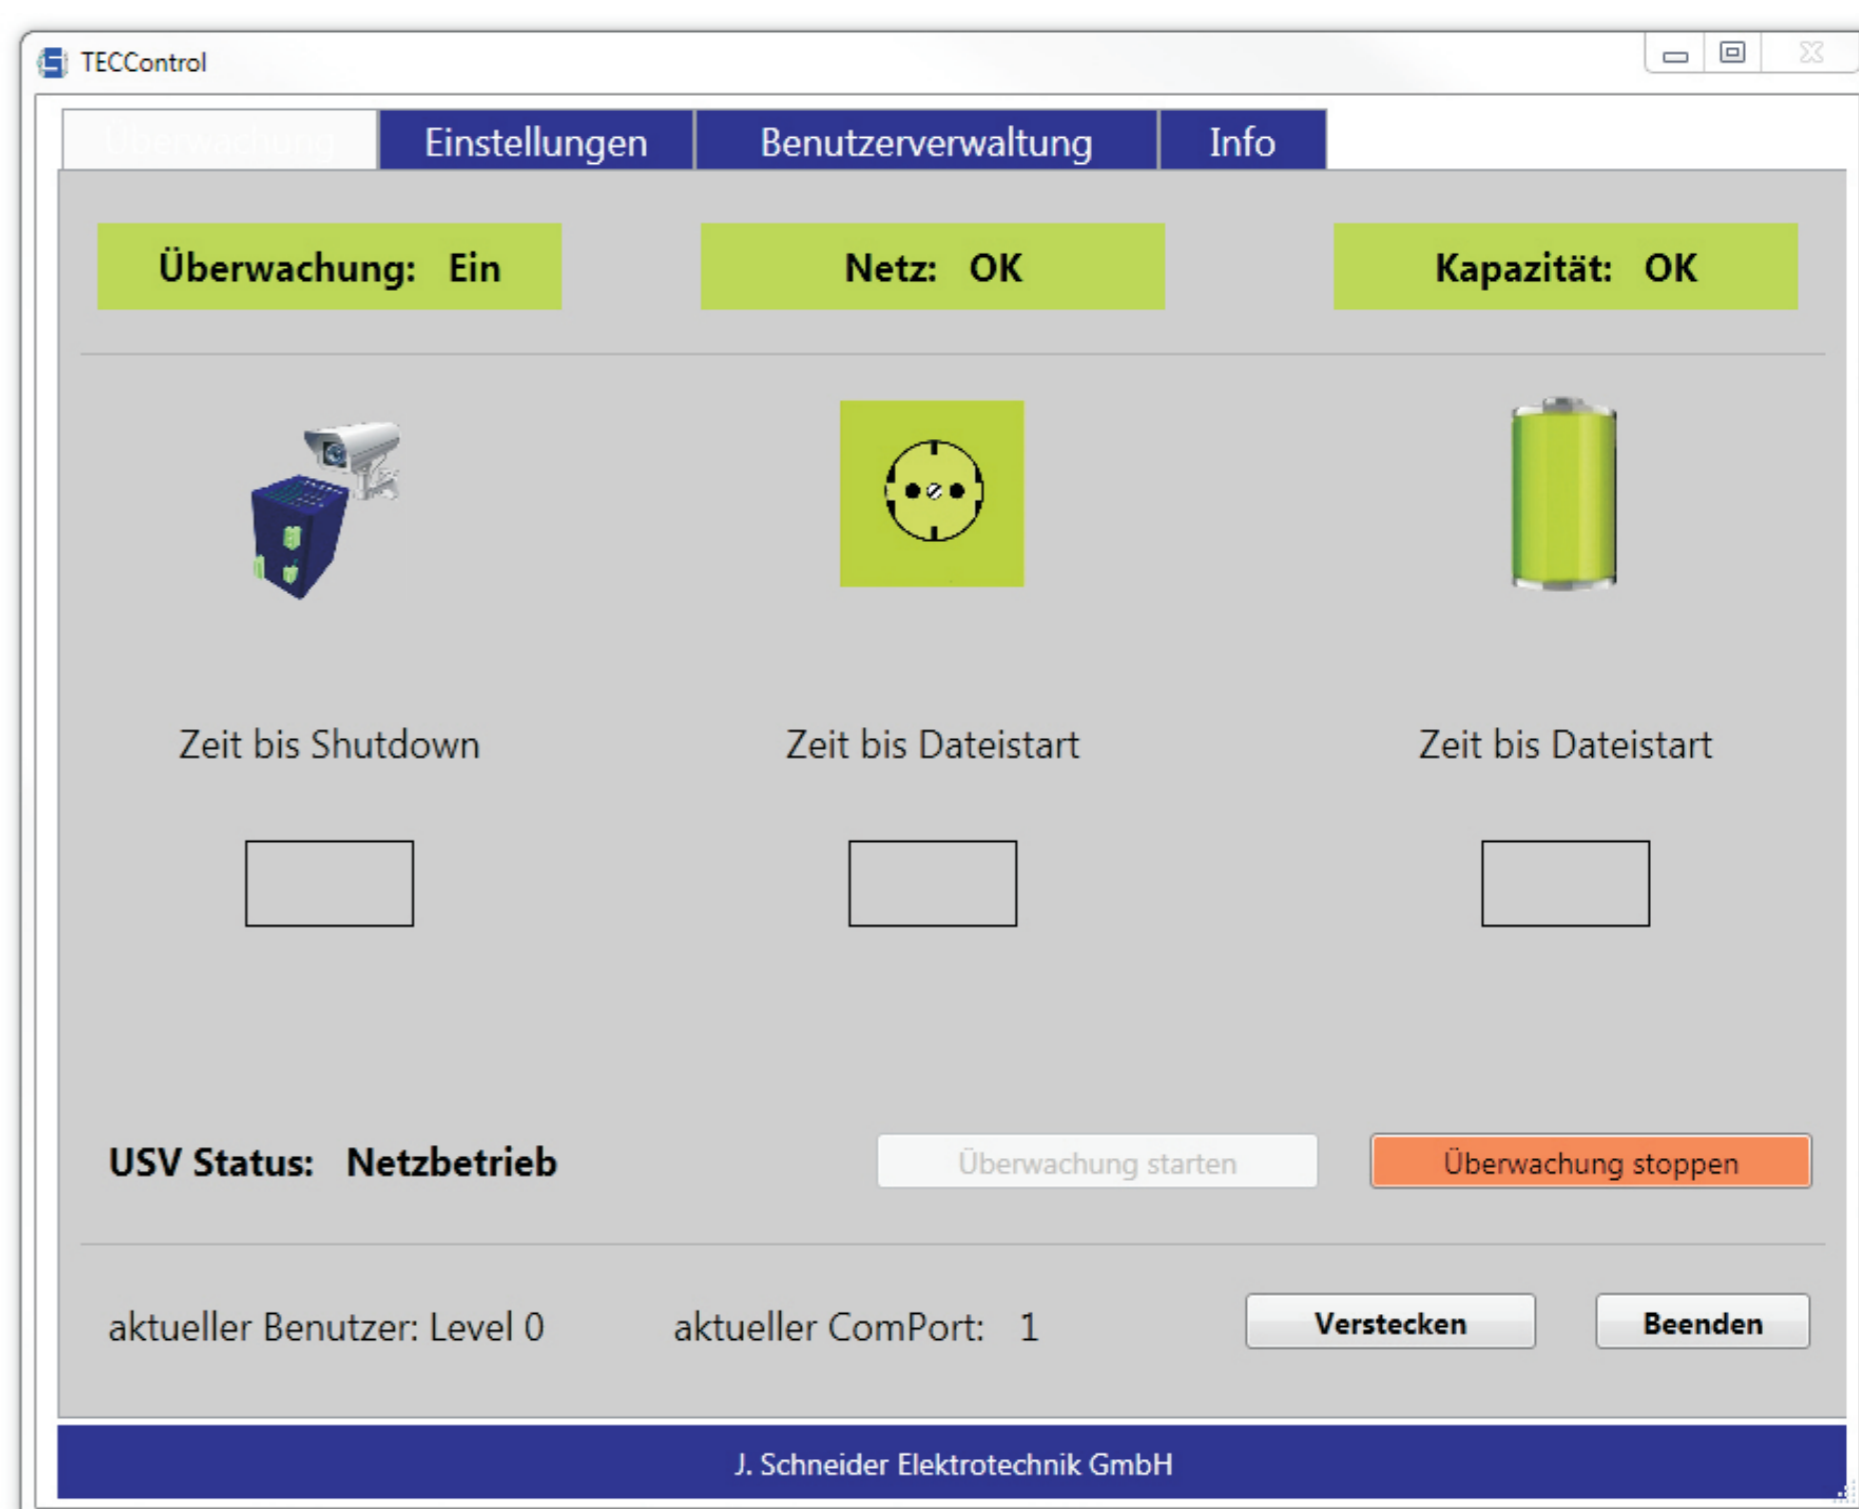 TECControl
Überwachung Einstellungen Benutzerverwaltung Info
Überwachung: Ein Netz: OK Kapazität: OK
Zeit bis Shutdown Zeit bis Dateistart Zeit bis Dateistart
USV Status: Netzbetrieb Überwachung starten Überwachung stoppen
aktueller Benutzer: Level 0 aktueller ComPort: 1 Verstecken Beenden
J. Schneider Elektrotechnik GmbH